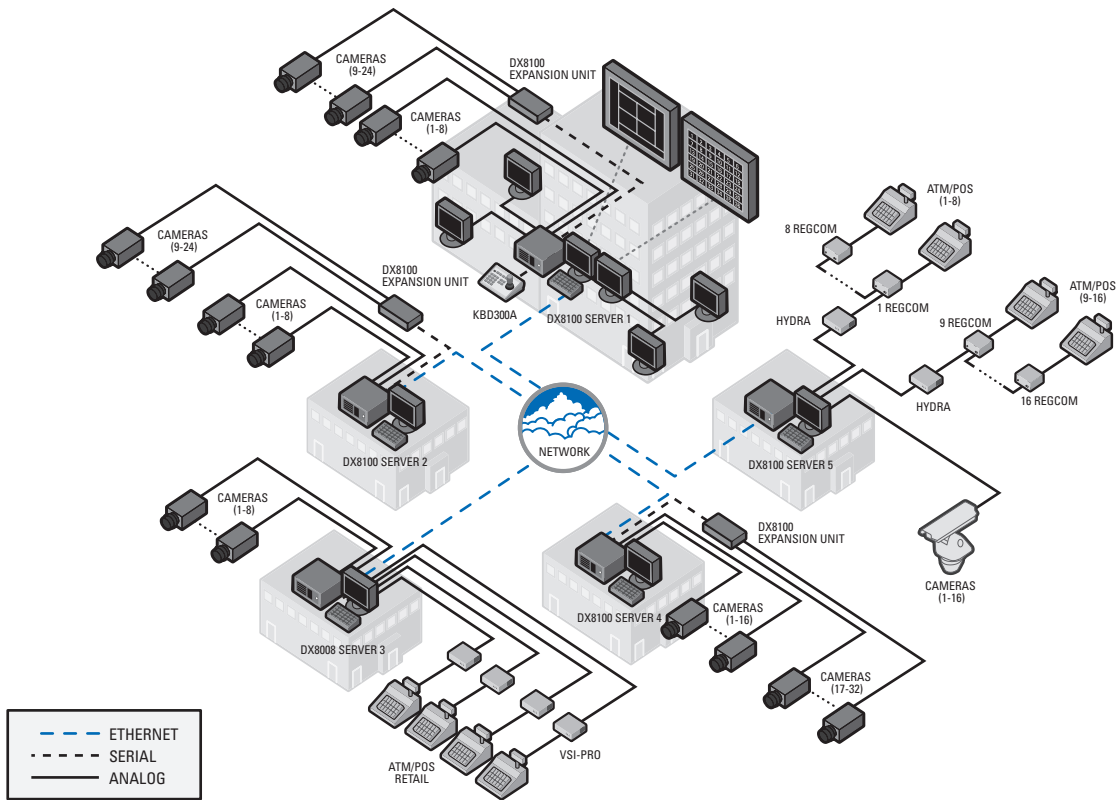 CAMERAS
(9-24)
DX8100
EXPANSION UNIT
CAMERAS
(1-8)
ATM/POS
(1-8)
8 REGCOM
CAMERAS
(9-24)
DX8100
EXPANSION UNIT
CAMERAS
(1-8)
KBD300A
DX8100 SERVER 1
HYDRA
1 REGCOM
ATM/POS
(9-16)
9 REGCOM
HYDRA
16 REGCOM
DX8100 SERVER 2
NETWORK
DX8100 SERVER 5
CAMERAS
(1-8)
DX8100
EXPANSION UNIT
CAMERAS
(1-16)
DX8008 SERVER 3
DX8100 SERVER 4
CAMERAS
(1-16)
CAMERAS
(17-32)
ATM/POS
RETAIL
VSI-PRO
ETHERNET
SERIAL
ANALOG